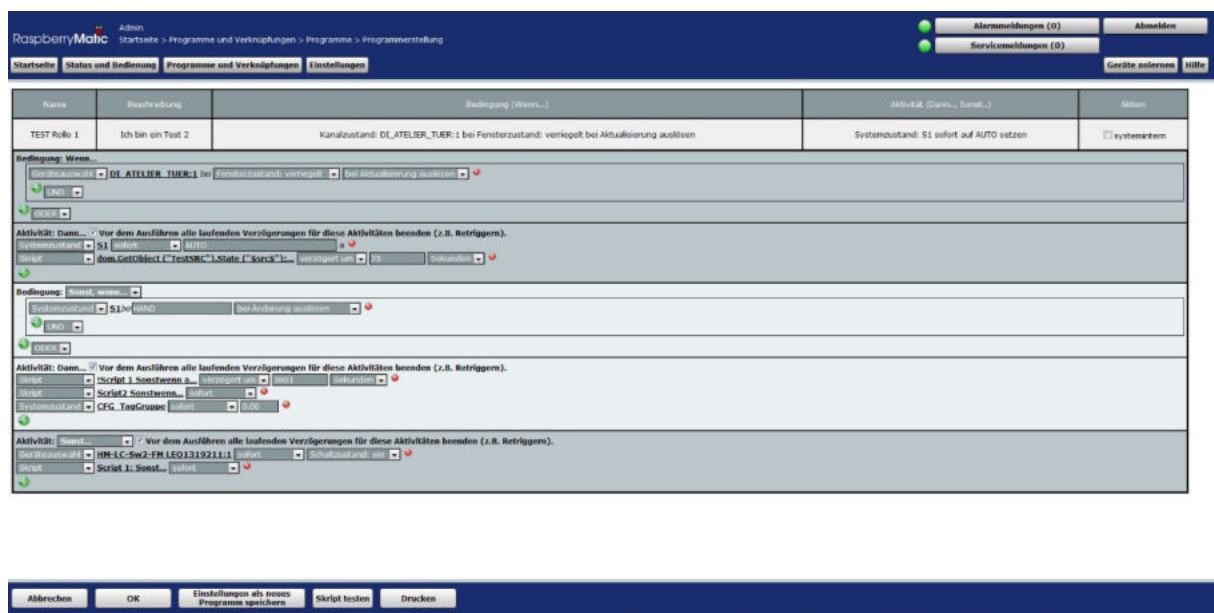 RaspberryMatic
Admin
Startseite > Programme und Verknüpfungen > Programme > Programmerstellung
Alarmmeldungen (0)
Abmelden
Servicemeldungen (0)
Startseite
Status und Bedienung
Programme und Verknüpfungen
Einstellungen
Geräte anlernen
Hilfe
Name
Beschreibung
Bedingung (Wenn...)
Aktivität (Dann..., Sonst...)
Aktion
TEST Rollo 1
Ich bin ein Test 2
Kanalzustand: DI_ATELIER_TUER:1 bei Fensterzustand: verriegelt bei Aktualisierung auslösen
Systemzustand: S1 sofort auf AUTO setzen
systemintern
Bedingung: Wenn...
Geräteauswahl DI_ATELIER_TUER:1 bei Fensterzustand: verriegelt bei Aktualisierung auslösen
UND
ODER
Aktivität: Dann... Vor dem Ausführen alle laufenden Verzögerungen für diese Aktivitäten beenden (z.B. Retriggern).
Systemzustand S1 sofort AUTO a
Skript dom.GetObject ("TestSRC").State ("$src$");... verzögert um 25 Sekunden
Bedingung: Sonst, wenn...
Systemzustand S1 bei HAND bei Änderung auslösen
UND
ODER
Aktivität: Dann... Vor dem Ausführen alle laufenden Verzögerungen für diese Aktivitäten beenden (z.B. Retriggern).
Skript !Script 1 Sonstwenn a... verzögert um Sekunden
Skript Script2 Sonstwenn... sofort
Systemzustand CFG_TagGruppe sofort 0.00
Aktivität: Sonst... Vor dem Ausführen alle laufenden Verzögerungen für diese Aktivitäten beenden (z.B. Retriggern).
Geräteauswahl HM-LC-Sw2-FM LEQ1319211:1 sofort Schaltzustand: ein
Skript Script 1: Sonst... sofort
Abbrechen
OK
Einstellungen als neues
Programm speichern
Skript testen
Drucken